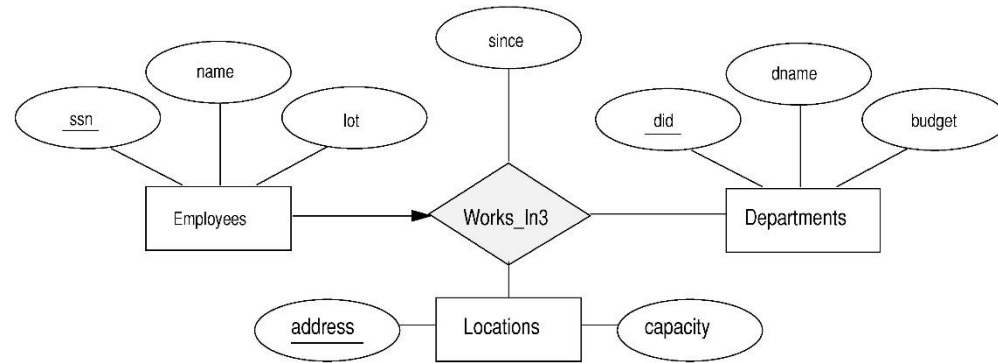 since
name
dname
ssn
lot
did
budget
Employees
Works_In3
Departments
address
Locations
capacity